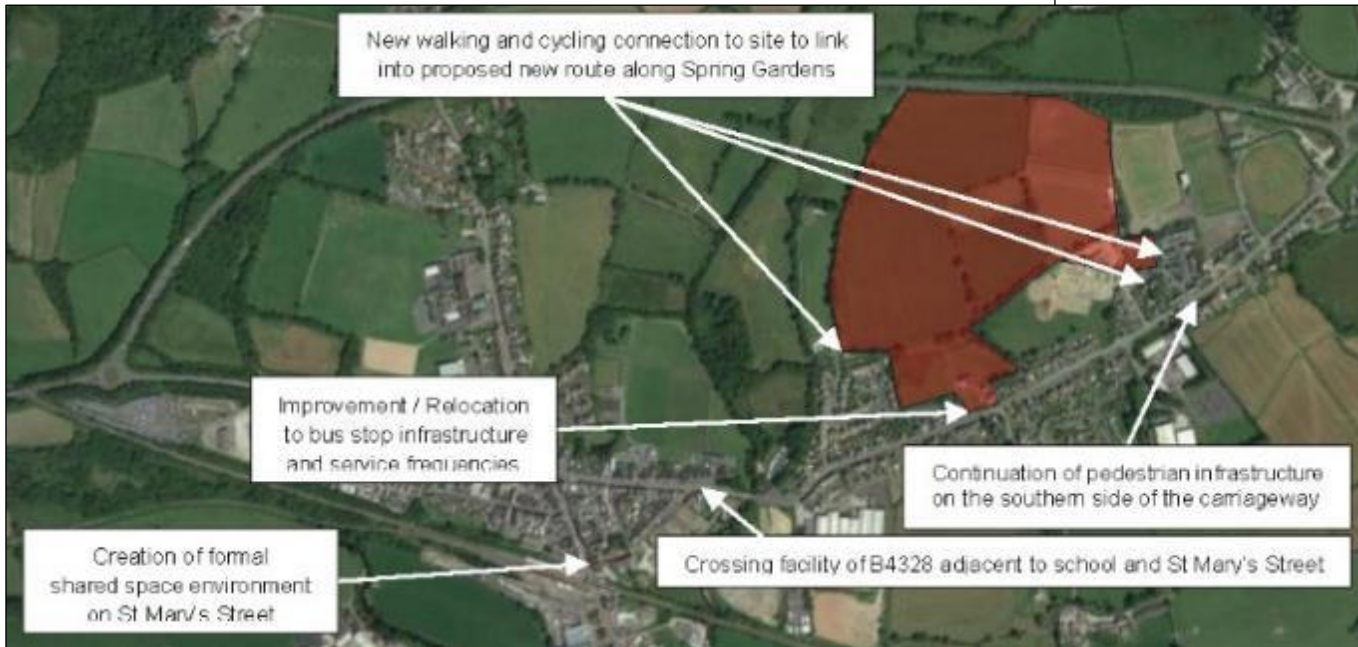 New walking and cycling connection to site to link
into proposed new route along Spring Gardens
Improvement / Relocation
to bus stop infrastructure
and service frequencies
Continuation of pedestrian infrastructure
on the southern side of the carriageway
Creation of formal
shared space environment
on St Mary's Street
Crossing facility of B4328 adjacent to school and St Mary's Street